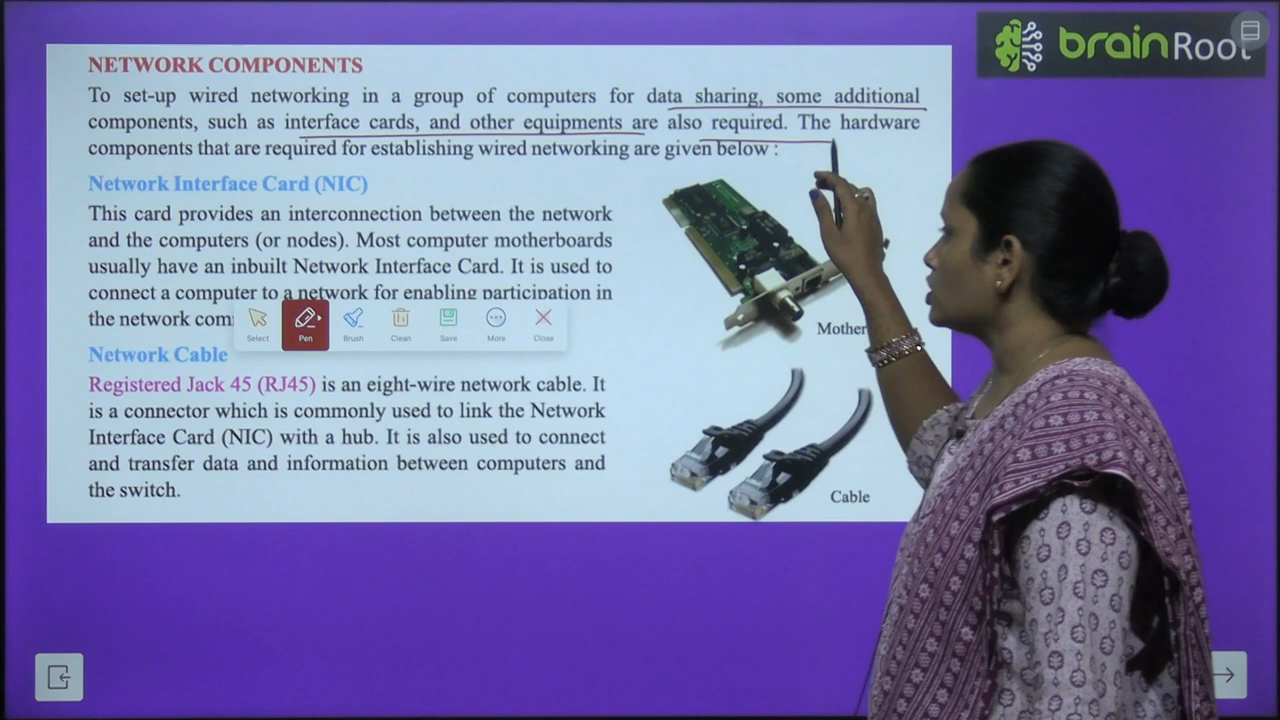 brainRoot
NETWORK COMPONENTS
To set-up wired networking in a group of computers for data sharing, some additional
components, such as interface cards, and other equipments are also required. The hardware
components that are required for establishing wired networking are given below :
Network Interface Card (NIC)
This card provides an interconnection between the network
and the computers (or nodes). Most computer motherboards
usually have an inbuilt Network Interface Card. It is used to
connect a computer to a network for enabling participation in
the network
Select Pen Brush Clean Save More Close
Network Cable
Registered Jack 45 (RJ45) is an eight-wire network cable. It
is a connector which is commonly used to link the Network
Interface Card (NIC) with a hub. It is also used to connect
and transfer data and information between computers and
the switch.
Cable